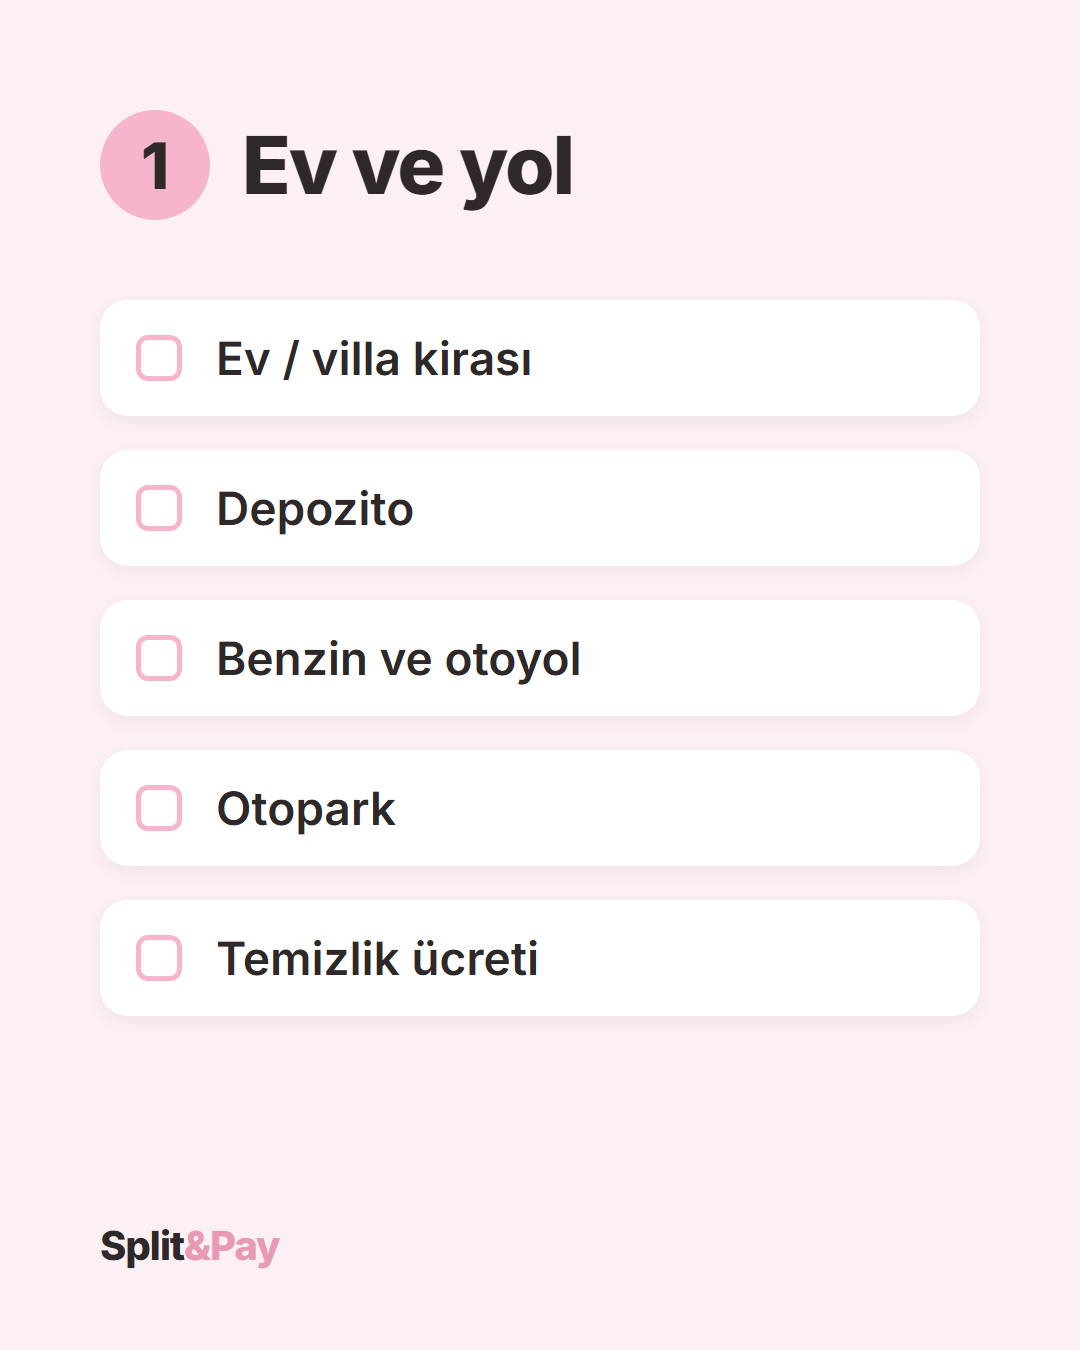 1 Ev ve yol
Ev / villa kirası
Depozito
Benzin ve otoyol
Otopark
Temizlik ücreti
Split&Pay